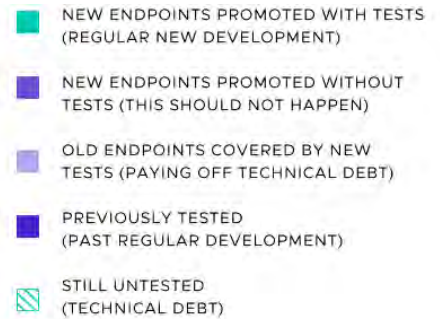 NEW ENDPOINTS PROMOTED WITH TESTS
(REGULAR NEW DEVELOPMENT)
NEW ENDPOINTS PROMOTED WITHOUT
TESTS (THIS SHOULD NOT HAPPEN)
OLD ENDPOINTS COVERED BY NEW
TESTS (PAYING OFF TECHNICAL DEBT)
PREVIOUSLY TESTED
(PAST REGULAR DEVELOPMENT)
STILL UNTESTED
(TECHNICAL DEBT)